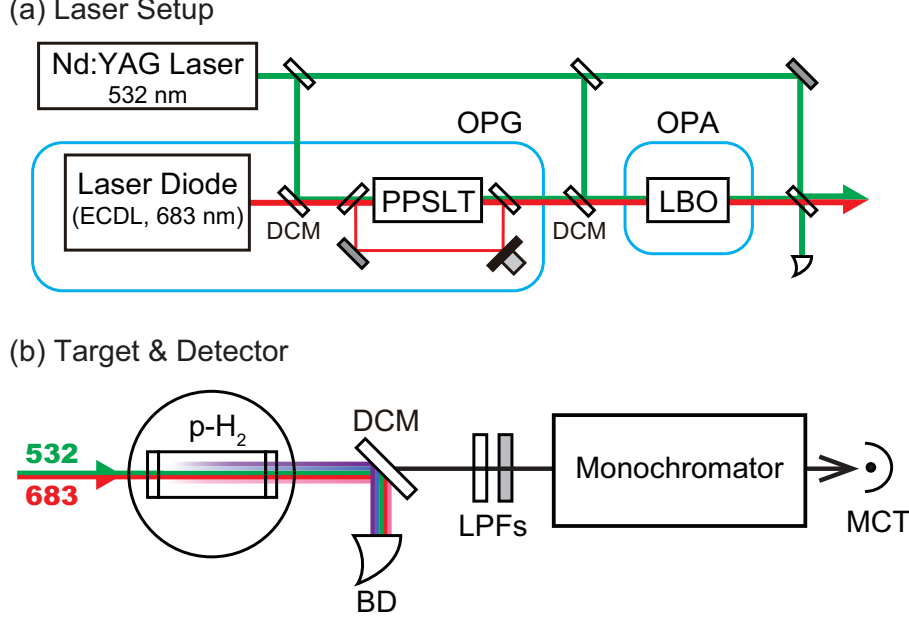 (a) Laser Setup
Nd:YAG Laser
532 nm
OPG
OPA
Laser Diode
(ECDL, 683 nm)
DCM
PPSLT
DCM
LBO
(b) Target & Detector
p-H₂
DCM
532
683
Monochromator
LPFs
MCT
BD